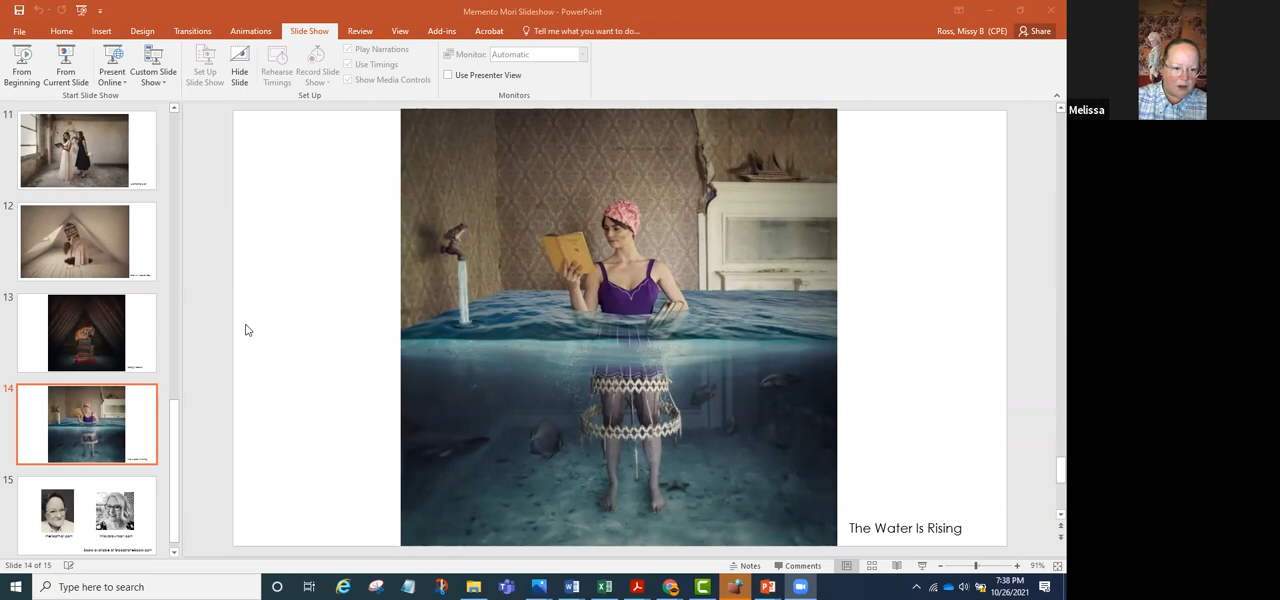 Memento Mori Slideshow - PowerPoint
File Home Insert Design Transitions Animations Slide Show Review View Add-ins Acrobat Tell me what you want to do... Ross, Missy B (CPE) Share
From Beginning
From Current Slide
Present Online
Custom Slide Show
Start Slide Show
Set Up Slide Show
Hide Slide
Rehearse Timings
Record Slide Show
Play Narrations
Use Timings
Show Media Controls
Set Up
Monitor: Automatic
Use Presenter View
Monitors
Melissa
11
12
13
14
15
The Water Is Rising
Slide 14 of 15
Notes Comments 91%
Type here to search
7:38 PM
10/26/2021